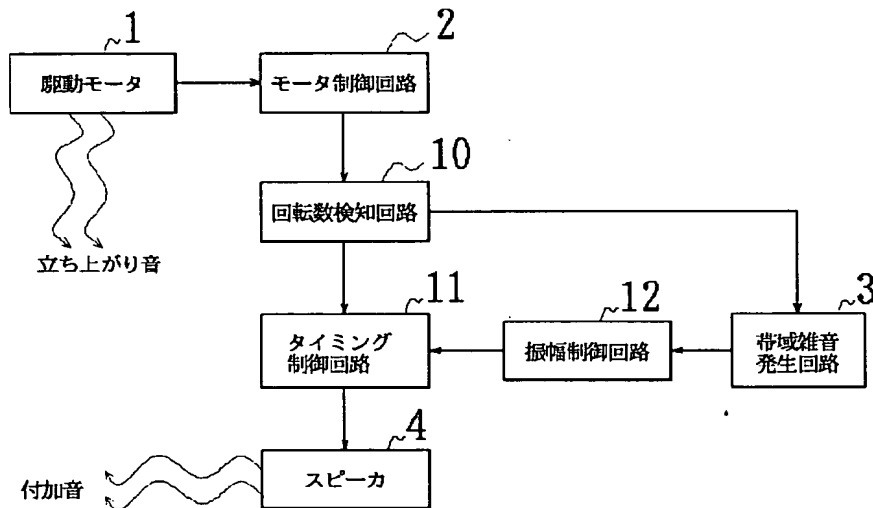 1
駆動モータ
2
モータ制御回路
10
回転数検知回路
立ち上がり音
11
タイミング
制御回路
12
振幅制御回路
3
帯域雑音
発生回路
4
スピーカ
付加音